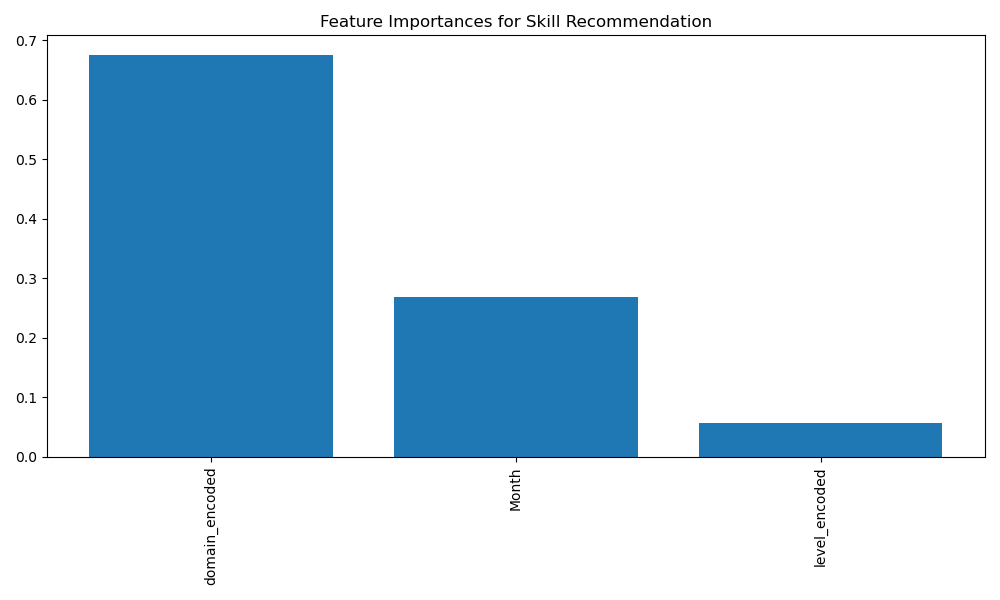 Feature Importances for Skill Recommendation
0.7
0.6
0.5
0.4
0.3
0.2
0.1
0.0
domain_encoded
Month
level_encoded